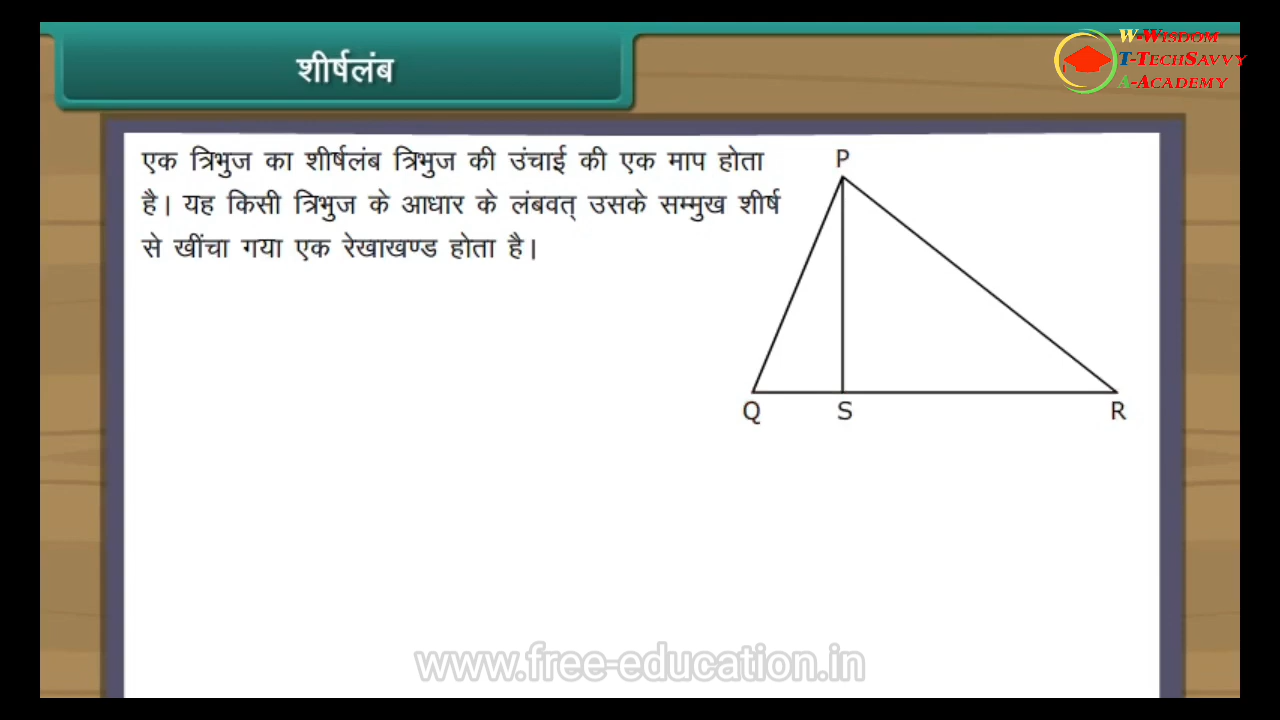 शीर्षलंब
W-Wisdom
T-TechSavvy
A-Academy
एक त्रिभुज का शीर्षलंब त्रिभुज की उंचाई की एक माप होता
है। यह किसी त्रिभुज के आधार के लंबवत् उसके सम्मुख शीर्ष
से खींचा गया एक रेखाखण्ड होता है।
P
Q
S
R
www.free-education.in